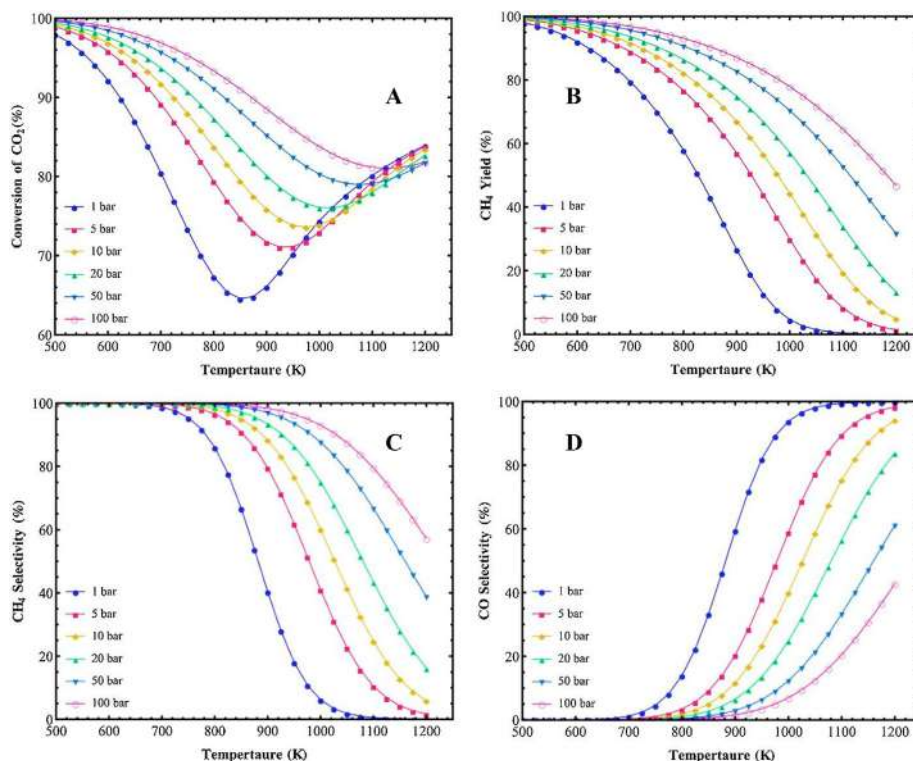 100
90
80
70
60
Conversion of CO2(%)
A
1 bar
5 bar
10 bar
20 bar
50 bar
100 bar
500 600 700 800 900 1000 1100 1200
Tempertaure (K)
100
80
60
40
20
0
CH4 Yield (%)
B
1 bar
5 bar
10 bar
20 bar
50 bar
100 bar
500 600 700 800 900 1000 1100 1200
Tempertaure (K)
100
80
60
40
20
0
CH4 Selectivity (%)
C
1 bar
5 bar
10 bar
20 bar
50 bar
100 bar
500 600 700 800 900 1000 1100 1200
Tempertaure (K)
100
80
60
40
20
0
CO Selectivity (%)
D
1 bar
5 bar
10 bar
20 bar
50 bar
100 bar
500 600 700 800 900 1000 1100 1200
Tempertaure (K)